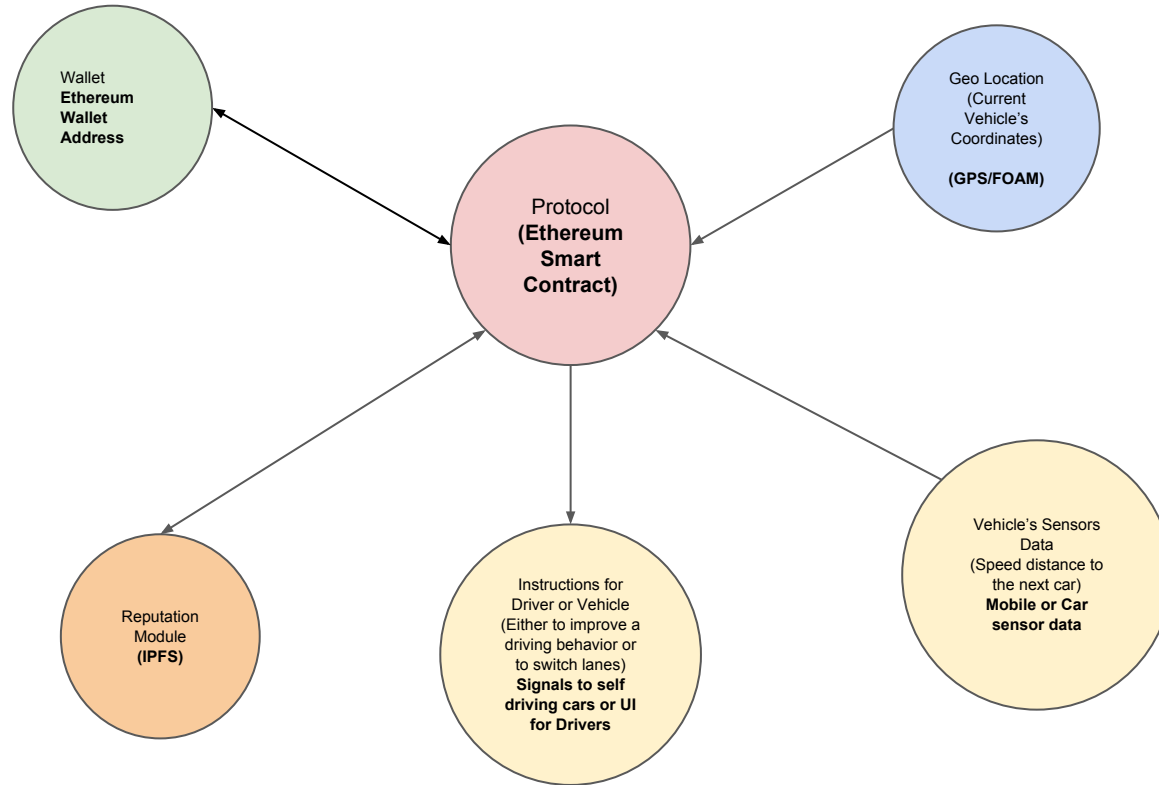 Wallet
Ethereum
Wallet
Address
Geo Location
(Current
Vehicle's
Coordinates)
(GPS/FOAM)
Protocol
(Ethereum
Smart
Contract)
Reputation
Module
(IPFS)
Instructions for
Driver or Vehicle
(Either to improve a
driving behavior or
to switch lanes)
Signals to self
driving cars or UI
for Drivers
Vehicle's Sensors
Data
(Speed distance to
the next car)
Mobile or Car
sensor data